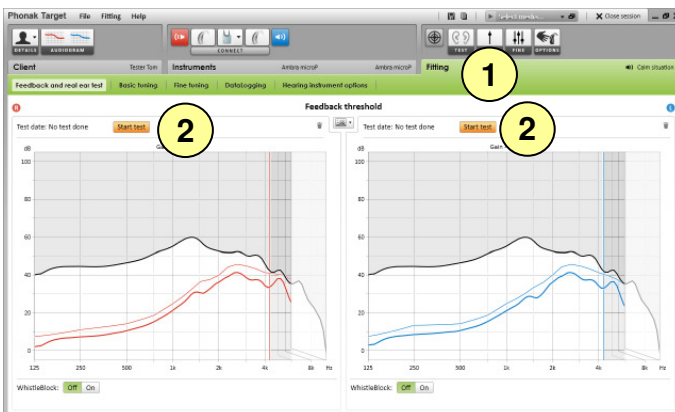 Phonak Target File Fitting Help
Select media... Close session
DETAILS AUDIOGRAM CONNECT TEST FINE OPTIONS
Client Tester Tom Instruments Ambra microP Ambra microP Fitting Calm situation
Feedback and real ear test Basic tuning Fine tuning DataLogging Hearing instrument options
1
R Feedback threshold L
Test date: No test done Start test 2
Test date: No test done Start test 2
dB
100
80
60
40
20
0
125 250 500 1k 2k 4k 8k Hz
dB Gain
100
80
60
40
20
0
125 250 500 1k 2k 4k 8k Hz
WhistleBlock: Off On
WhistleBlock: Off On